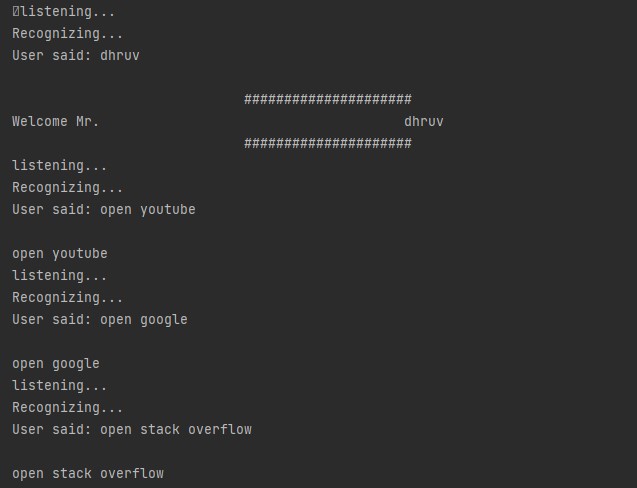 listening...
Recognizing...
User said: dhruv
#####################
Welcome Mr. dhruv
#####################
listening...
Recognizing...
User said: open youtube
open youtube
listening...
Recognizing...
User said: open google
open google
listening...
Recognizing...
User said: open stack overflow
open stack overflow